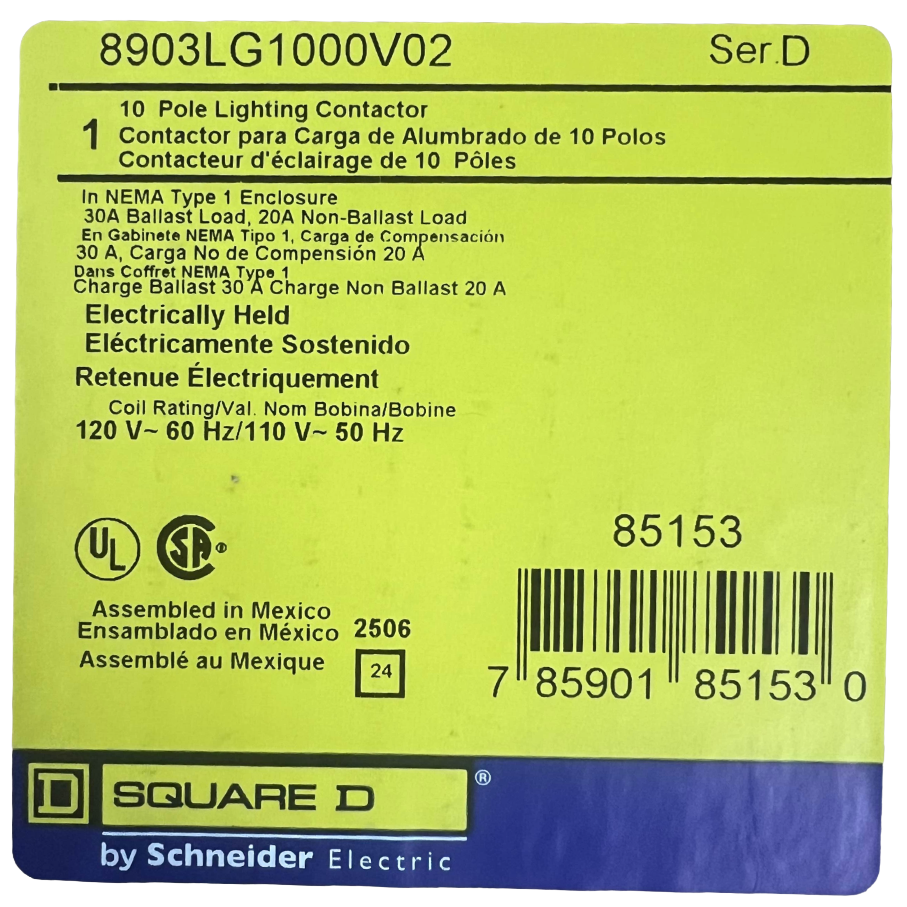 8903LG1000V02 Ser.D
10 Pole Lighting Contactor
1 Contactor para Carga de Alumbrado de 10 Polos
Contacteur d'éclairage de 10 Pôles
In NEMA Type 1 Enclosure
30A Ballast Load, 20A Non-Ballast Load
En Gabinete NEMA Tipo 1, Carga de Compensación
30 A, Carga No de Compensión 20 A
Dans Coffret NEMA Type 1
Charge Ballast 30 A Charge Non Ballast 20 A
Electrically Held
Eléctricamente Sostenido
Retenue Électriquement
Coil Rating/Val. Nom Bobina/Bobine
120 V~ 60 Hz/110 V~ 50 Hz
UL SA ®
85153
Assembled in Mexico
Ensamblado en México 2506
Assemblé au Mexique 24
7 85901 85153 0
D SQUARE D ®
by Schneider Electric